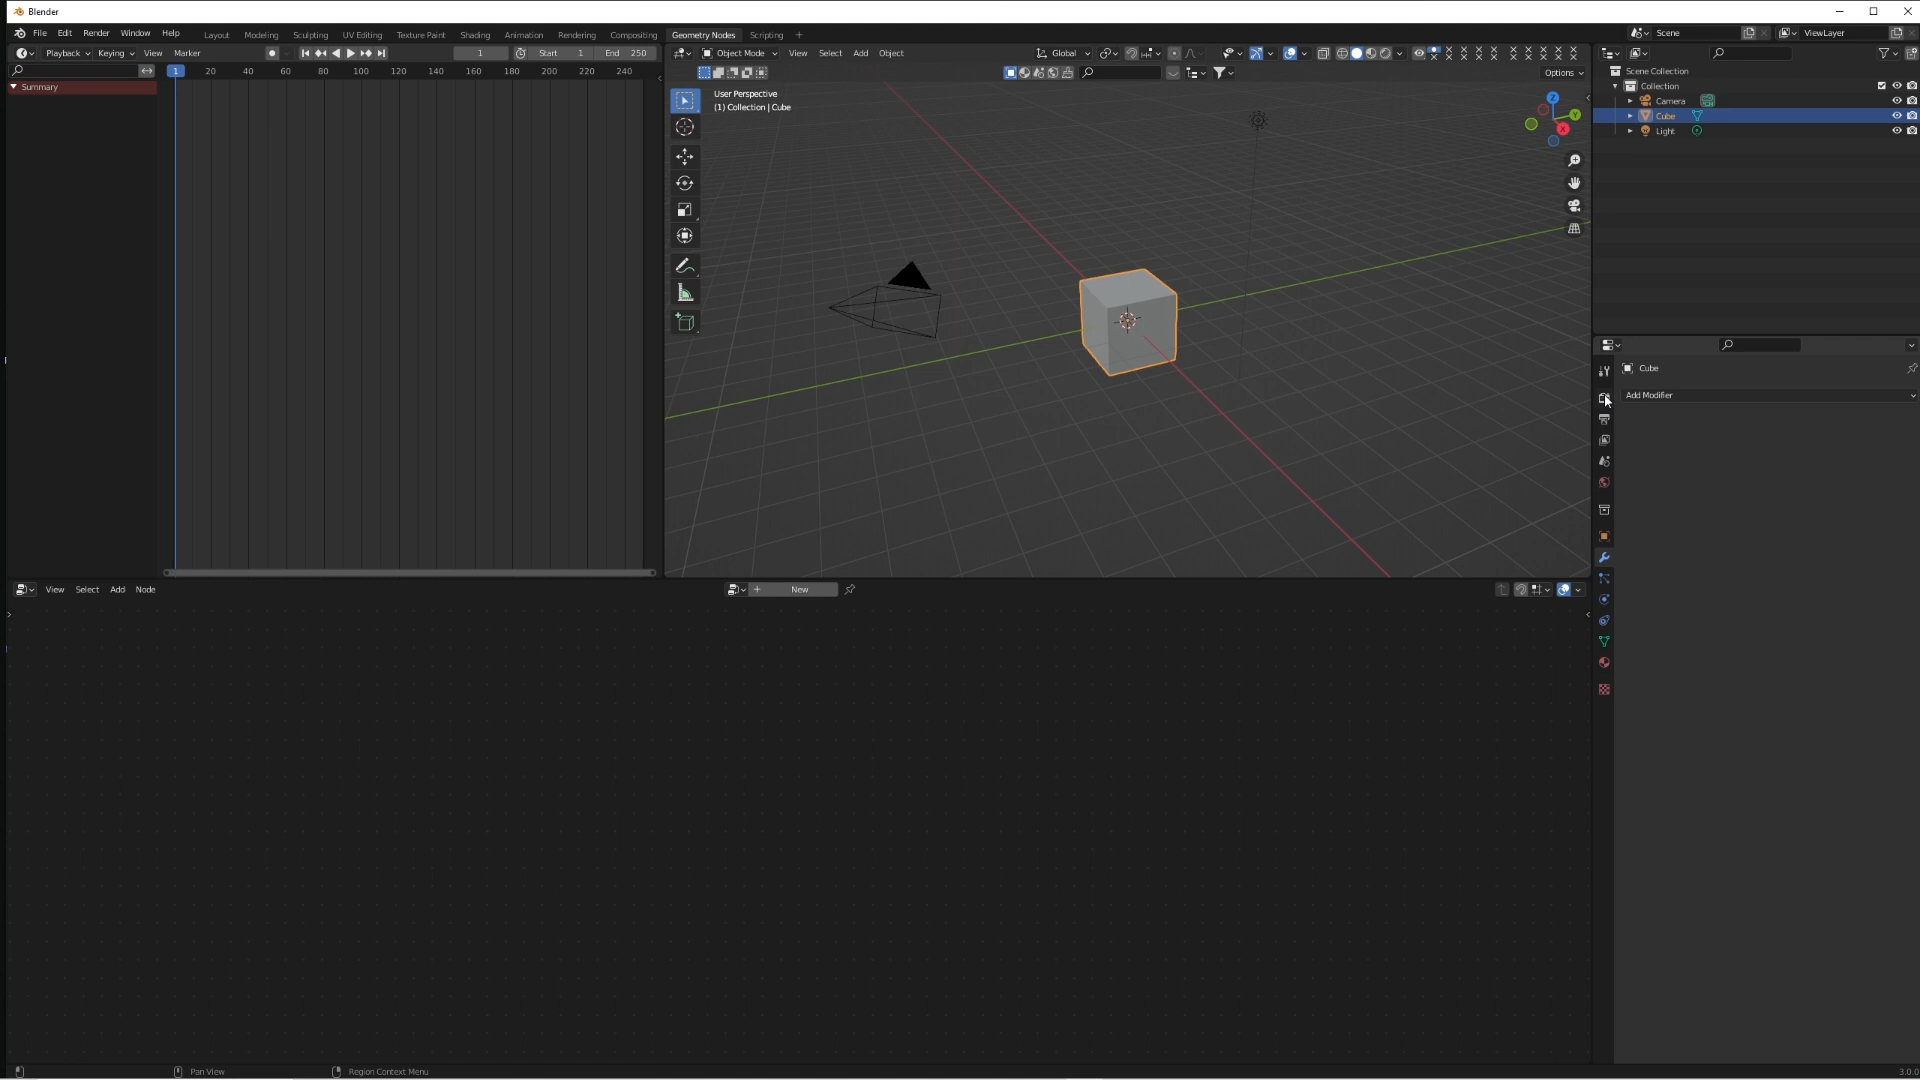 Blender
File Edit Render Window Help Layout Modeling Sculpting UV Editing Texture Paint Shading Animation Rendering Compositing Geometry Nodes Scripting + Scene ViewLayer
Playback Keying View Marker 1 Start 1 End 250 Object Mode View Select Add Object Global
1 20 40 60 80 100 120 140 160 180 200 220 240 Options
Summary
User Perspective
(1) Collection | Cube
Z
Y
X
Scene Collection
Collection
Camera
Cube
Light
Cube
Add Modifier
View Select Add Node + New
Pan View Region Context Menu 3.0.0